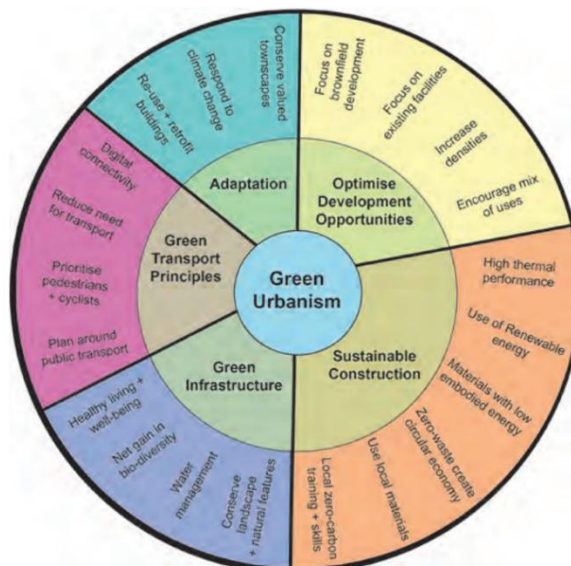 Green
Urbanism
Adaptation
Conserve valued
townscapes
Respond to
climate change
Re-use + retrofit
buildings
Optimise
Development
Opportunities
Focus on
brownfield
development
Focus on
existing facilities
Increase
densities
Encourage mix
of uses
Sustainable
Construction
High thermal
performance
Use of Renewable
energy
Materials with low
embodied energy
Zero-waste create
circular economy
Use local materials
Local zero-carbon
training + skills
Green
Infrastructure
Conserve
landscape
+ natural features
Water
management
Net gain in
bio-diversity
Healthy living +
well-being
Green
Transport
Principles
Plan around
public transport
Prioritise
pedestrians
+ cyclists
Reduce need
for transport
Digital
connectivity